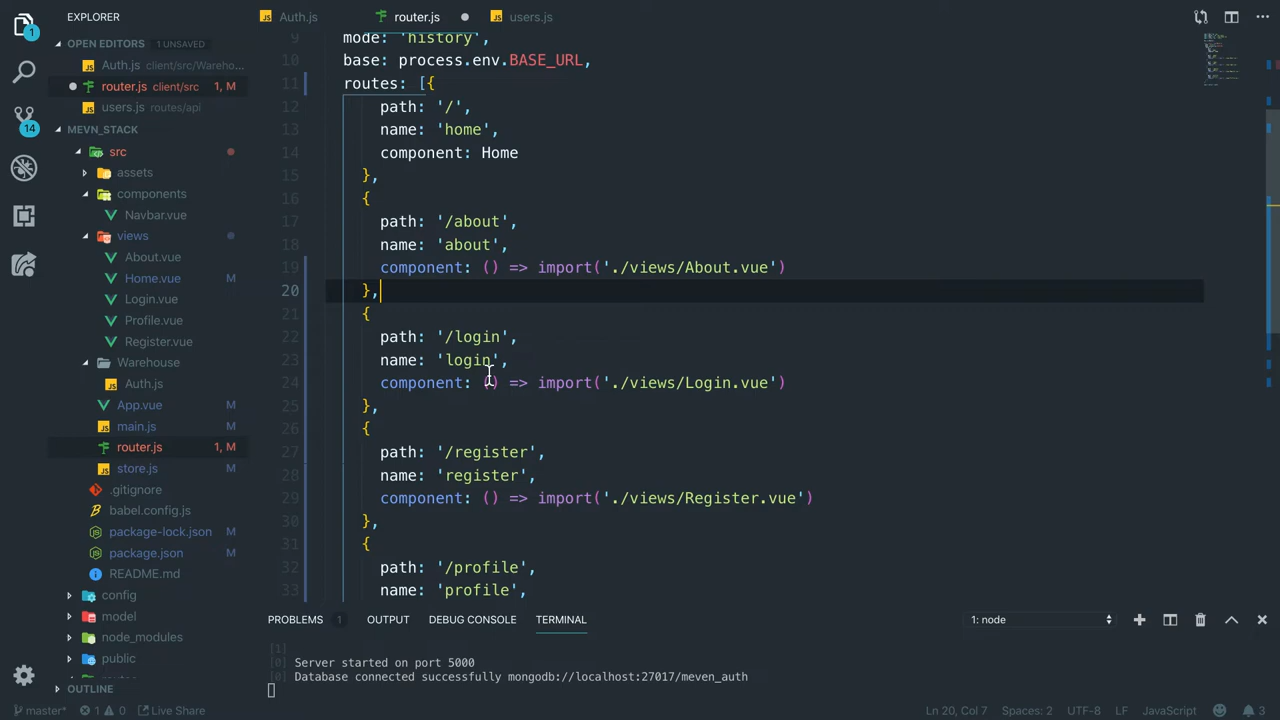 EXPLORER
OPEN EDITORS 1 UNSAVED
Auth.js client/src/Wareho...
router.js client/src 1, M
users.js routes/api
MEVN_STACK
src
assets
components
Navbar.vue
views
About.vue
Home.vue M
Login.vue
Profile.vue
Register.vue
Warehouse
Auth.js
App.vue M
main.js M
router.js 1, M
store.js M
.gitignore
babel.config.js
package-lock.json M
package.json M
README.md
config
model
node_modules
public
OUTLINE
1
14
Auth.js router.js users.js
9 mode: 'history',
10 base: process.env.BASE_URL,
11 routes: [{
12 path: '/',
13 name: 'home',
14 component: Home
15 },
16 {
17 path: '/about',
18 name: 'about',
19 component: () => import('./views/About.vue')
20 },
21 {
22 path: '/login',
23 name: 'login',
24 component: () => import('./views/Login.vue')
25 },
26 {
27 path: '/register',
28 name: 'register',
29 component: () => import('./views/Register.vue')
30 },
31 {
32 path: '/profile',
33 name: 'profile',
PROBLEMS 1 OUTPUT DEBUG CONSOLE TERMINAL 1: node
[1]
[0] Server started on port 5000
[0] Database connected successfully mongodb://localhost:27017/meven_auth
master* 1 0 Live Share Ln 20, Col 7 Spaces: 2 UTF-8 LF JavaScript 3